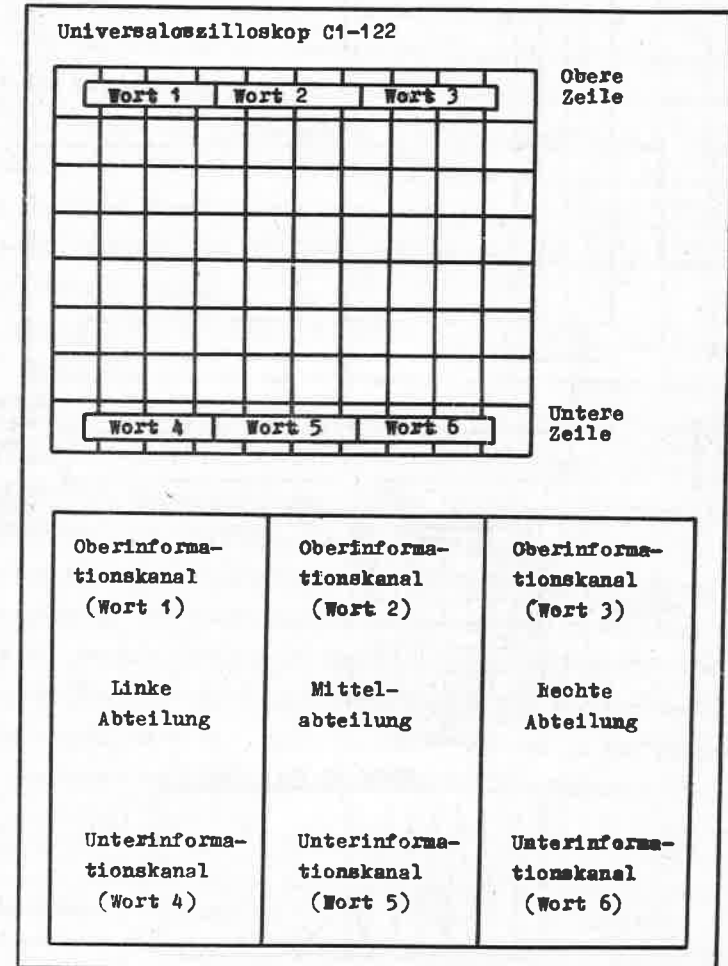 Universaloszilloskop C1-122
Obere
Zeile
Wort 1 Wort 2 Wort 3
Wort 4 Wort 5 Wort 6
Untere
Zeile
Oberinforma-
tionskanal
(Wort 1)
Oberinforma-
tionskanal
(Wort 2)
Oberinforma-
tionskanal
(Wort 3)
Linke
Abteilung
Mittel-
abteilung
Rechte
Abteilung
Unterinforma-
tionskanal
(Wort 4)
Unterinforma-
tionskanal
(Wort 5)
Unterinforma-
tionskanal
(Wort 6)